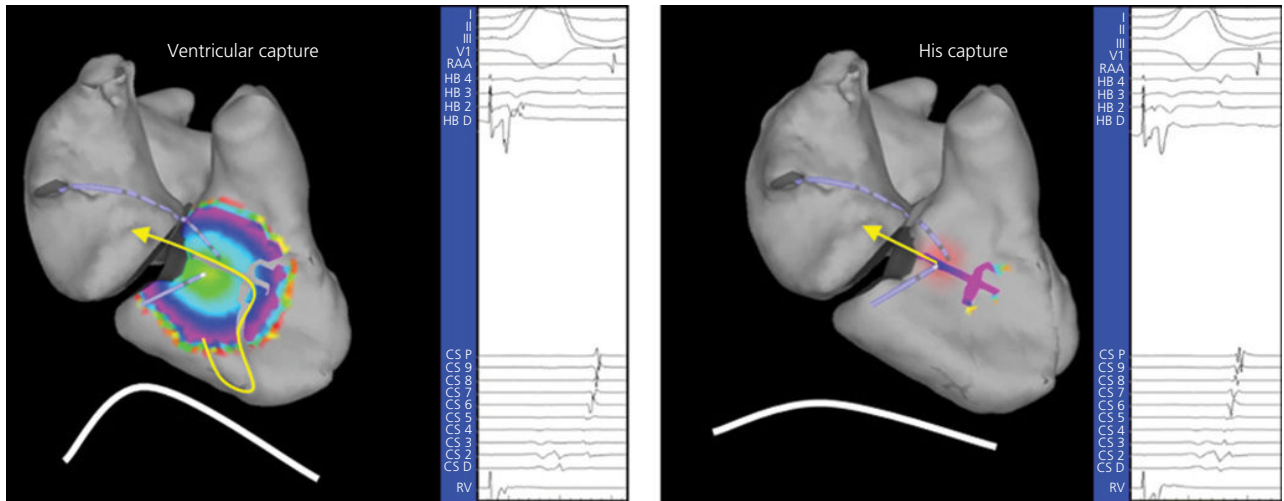 Ventricular capture
I
II
III
V1
RAA
HB 4
HB 3
HB 2
HB D
CS P
CS 9
CS 8
CS 7
CS 6
CS 5
CS 4
CS 3
CS 2
CS D
RV
His capture
I
II
III
V1
RAA
HB 4
HB 3
HB 2
HB D
CS P
CS 9
CS 8
CS 7
CS 6
CS 5
CS 4
CS 3
CS 2
CS D
RV